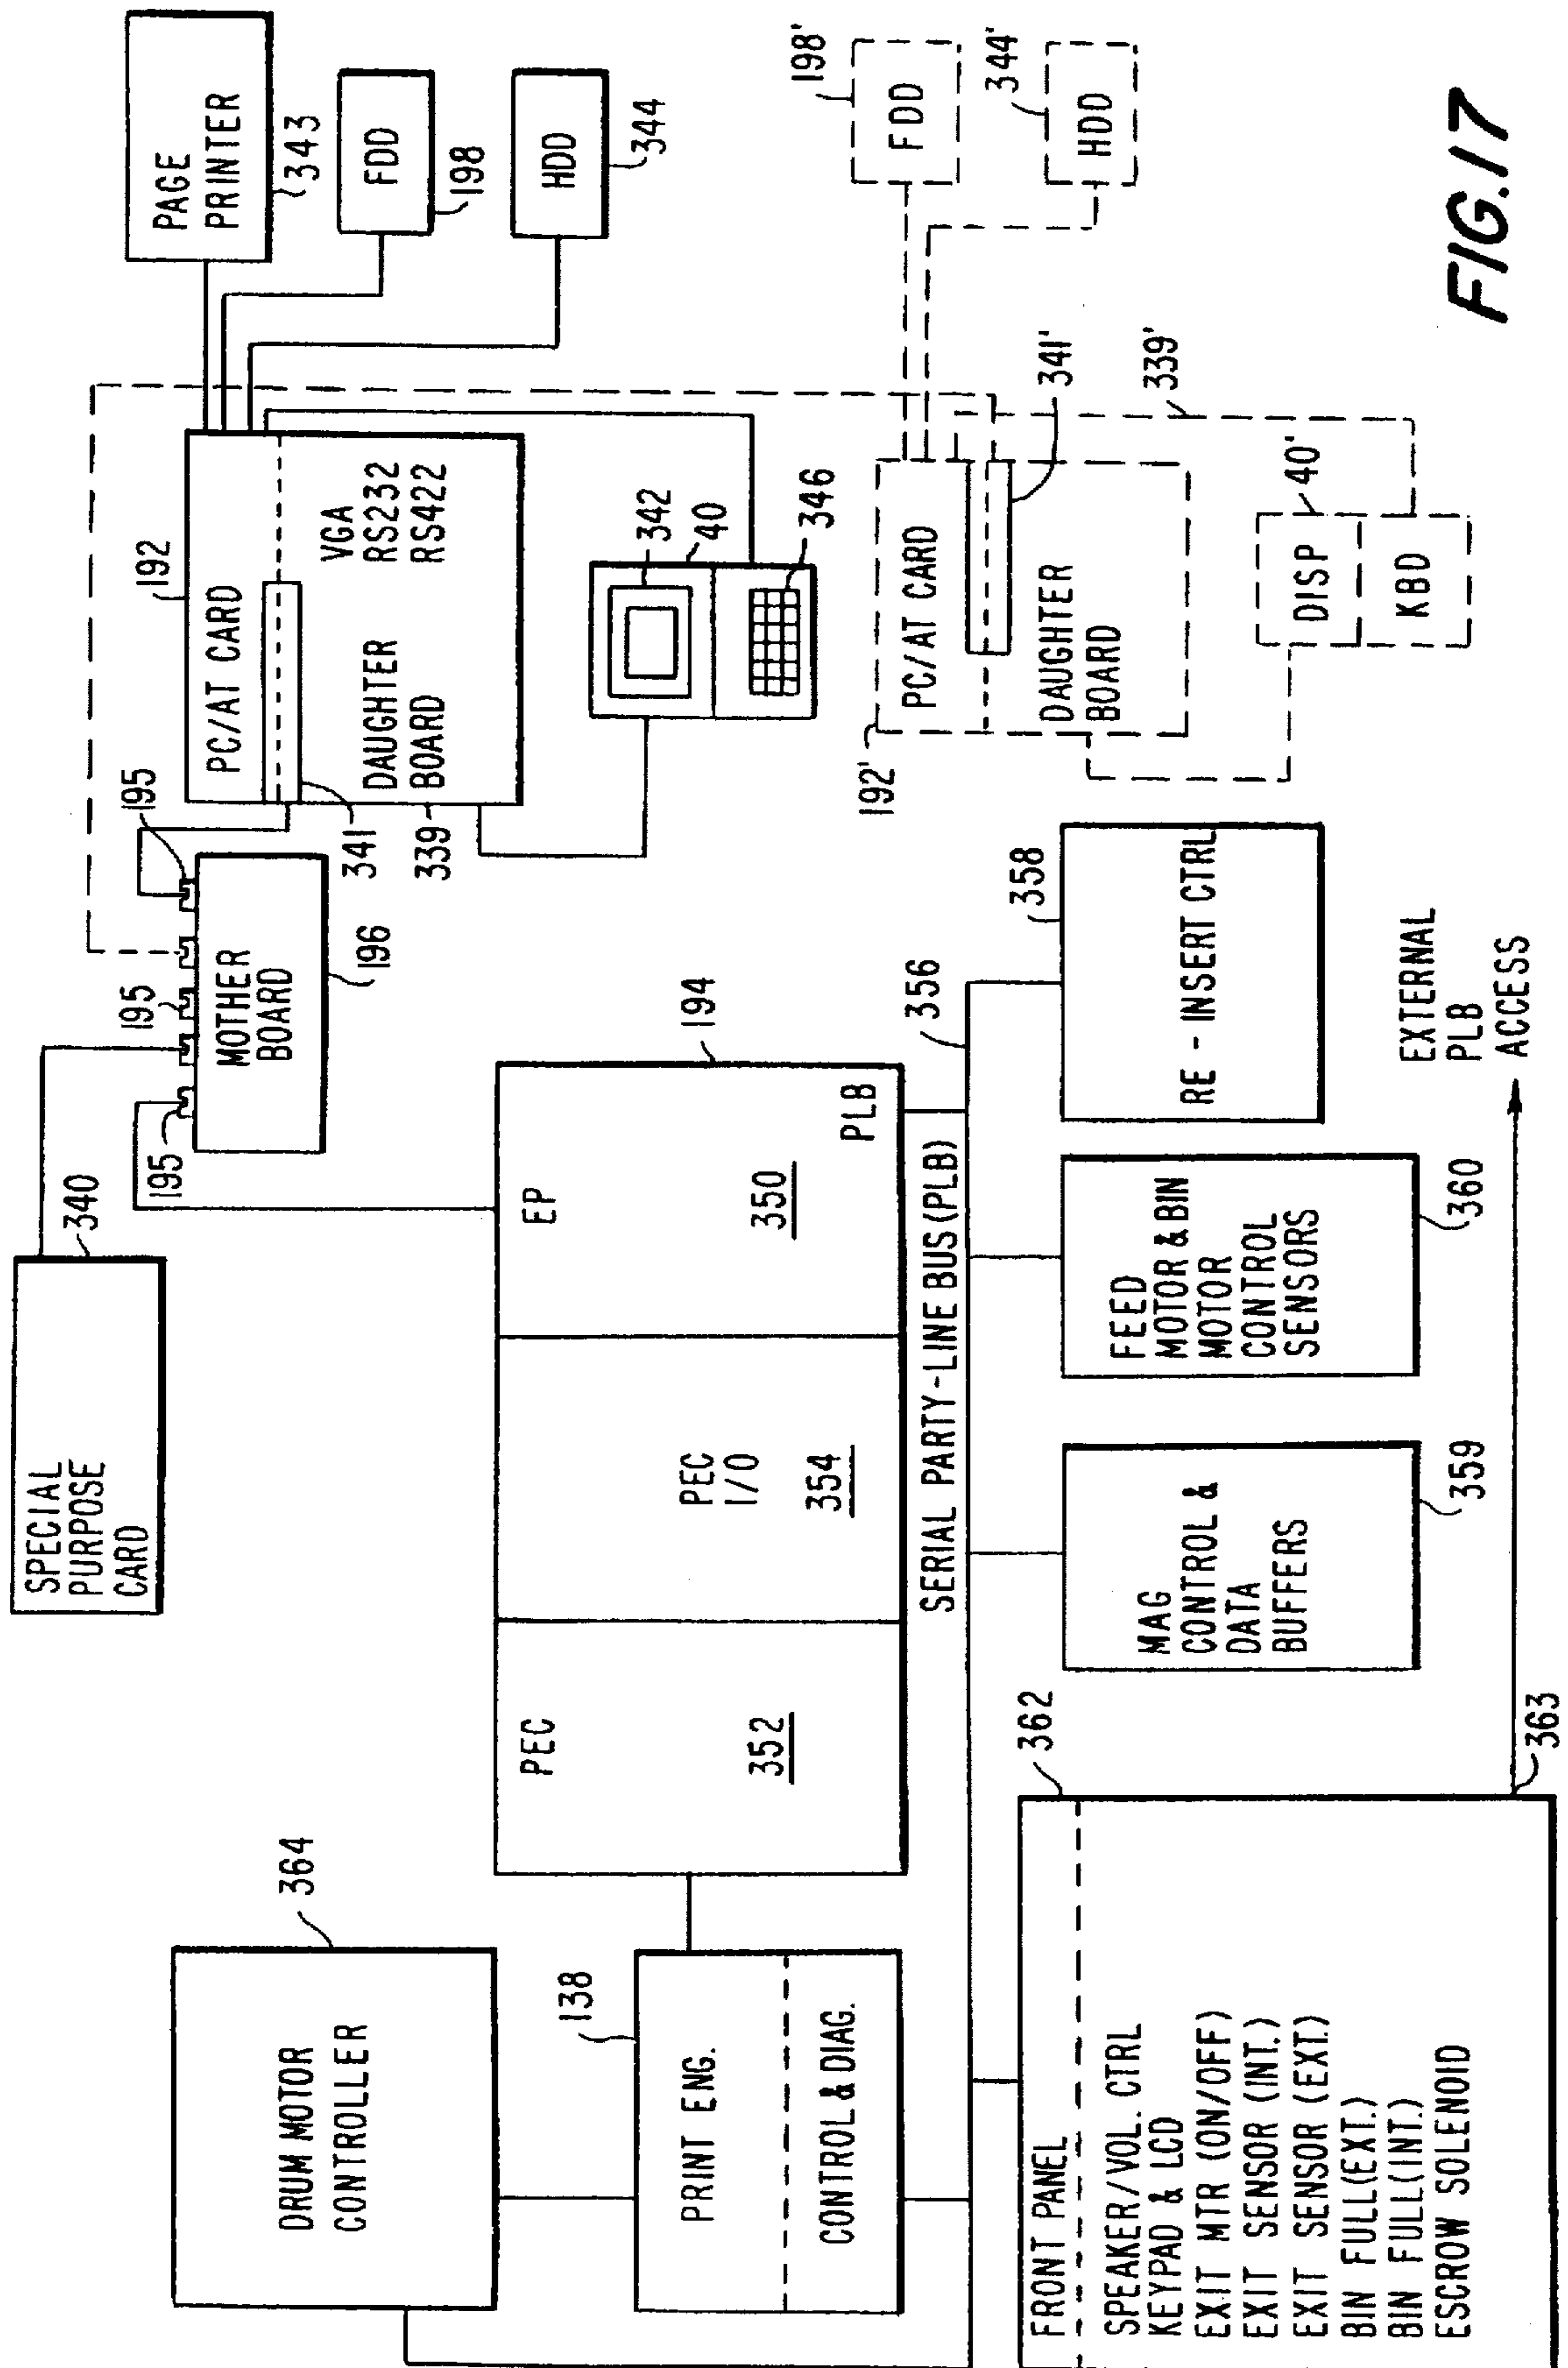 SPECIAL
PURPOSE
CARD
340
195
195
195
MOTHER
BOARD
196
192
PC/AT CARD
DAUGHTER
BOARD
VGA
RS232
RS422
341
339
PAGE
PRINTER
343
FDD
198
HDD
344
342
40
346
198'
FDD
344'
HDD
192'
PC/AT CARD
DAUGHTER
BOARD
341'
339'
DISP
40'
KBD
DRUM MOTOR
CONTROLLER
364
138
PRINT ENG.
CONTROL & DIAG.
PEC
352
PEC
I/O
354
EP
350
PLB
194
SERIAL PARTY-LINE BUS (PLB)
356
FRONT PANEL
362
SPEAKER/VOL. CTRL
KEYPAD & LCD
EXIT MTR (ON/OFF)
EXIT SENSOR (INT.)
EXIT SENSOR (EXT.)
BIN FULL(EXT.)
BIN FULL(INT.)
ESCROW SOLENOID
363
MAG
CONTROL &
DATA
BUFFERS
359
FEED
MOTOR & BIN
MOTOR
CONTROL
SENSORS
360
RE - INSERT CTRL
358
EXTERNAL
PLB
ACCESS
FIG.17